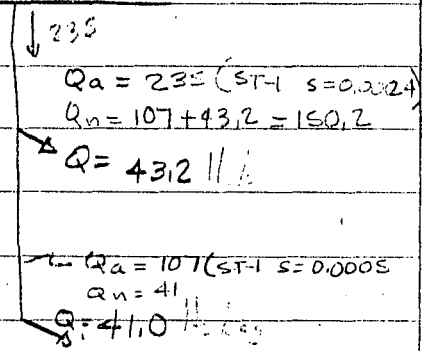 235
Qa = 235 (ST-1 S=0.0024)
Qn = 107+43,2 = 150,2
Q= 43,2
Qa = 107 (ST-1 S=0.0005
Qn = 41
Q: 41,0